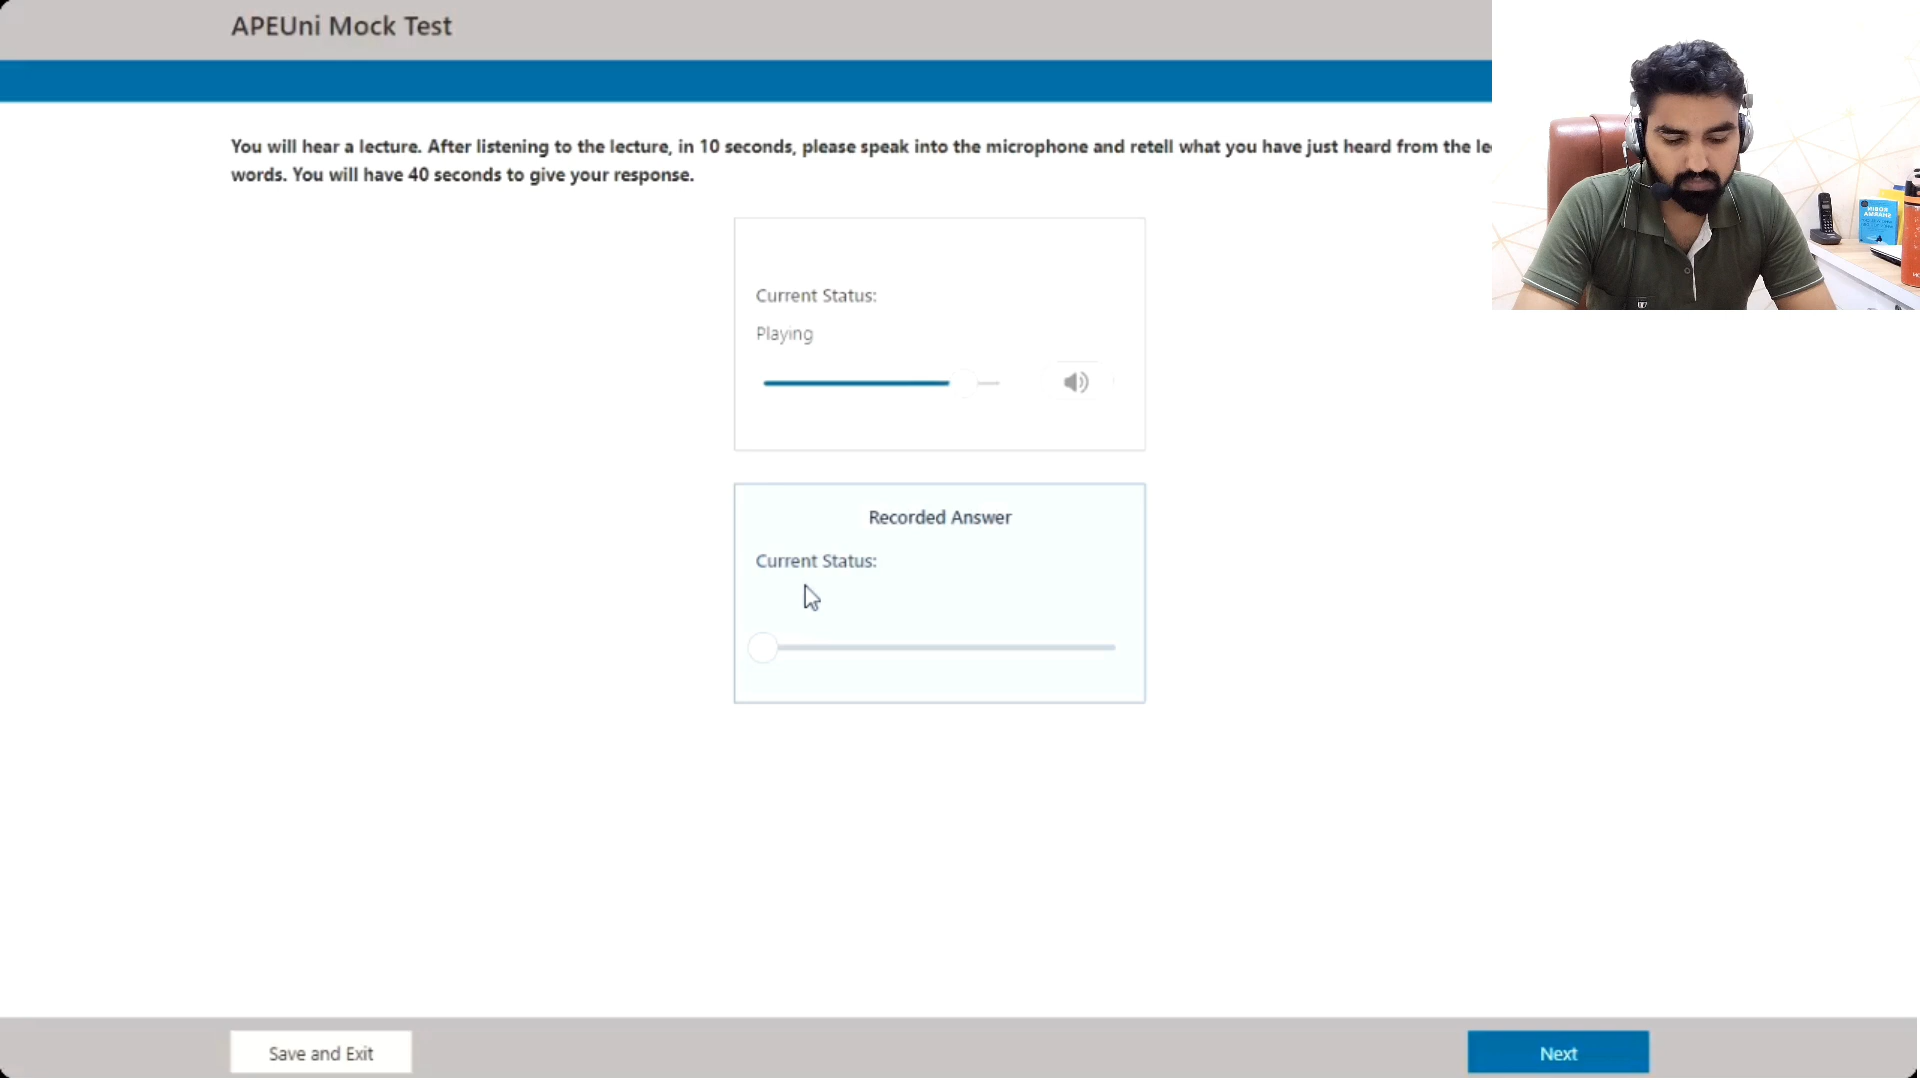 APEUni Mock Test
You will hear a lecture. After listening to the lecture, in 10 seconds, please speak into the microphone and retell what you have just heard from the le
words. You will have 40 seconds to give your response.
Current Status:
Playing
Recorded Answer
Current Status:
Save and Exit
Next